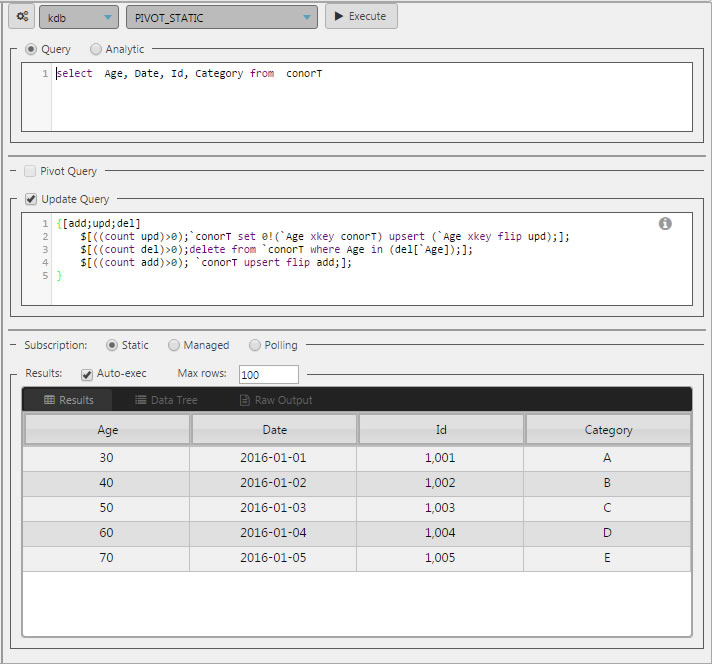 kdb PIVOT_STATIC Execute
Query Analytic
1 select  Age, Date, Id, Category from  conorT
Pivot Query
Update Query
1 {[add;upd;del]
2 $[((count upd)>0);`conorT set 0!(`Age xkey conorT) upsert (`Age xkey flip upd);];
3 $[((count del)>0);delete from `conorT where Age in (del[`Age]);];
4 $[((count add)>0); `conorT upsert flip add;];
5 }
Subscription: Static Managed Polling
Results: Auto-exec Max rows: 100
Results Data Tree Raw Output
Age Date Id Category
30 2016-01-01 1,001 A
40 2016-01-02 1,002 B
50 2016-01-03 1,003 C
60 2016-01-04 1,004 D
70 2016-01-05 1,005 E